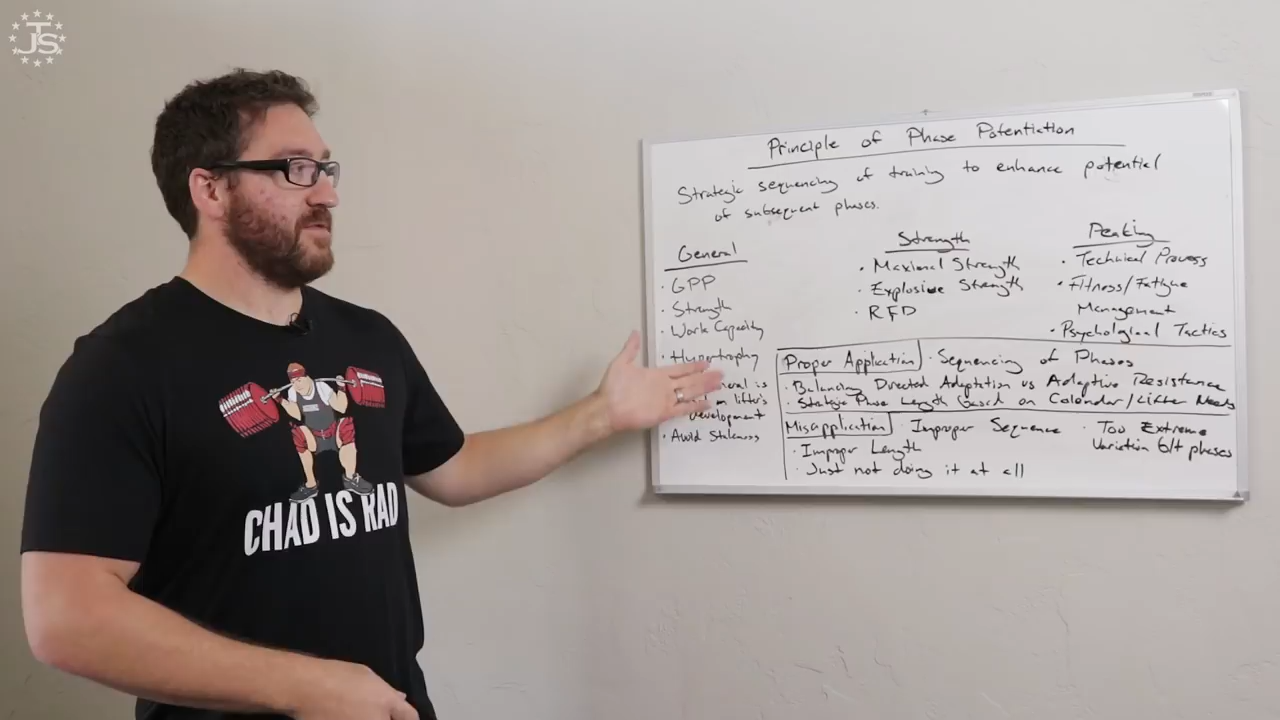 JTS
Principle of Phase Potentiation
Strategic sequencing of training to enhance potential
of subsequent phases.
General
· GPP
· Strength
· Work Capacity
· Hypertrophy
is
lifter's
development
· Avoid Staleness
Strength
· Maximal Strength
· Explosive Strength
· RFD
Peaking
· Technical Prowess
· Fitness/Fatigue
Management
· Psychological Tactics
Proper Application · Sequencing of Phases
· Balancing Directed Adaptation vs Adaptive Resistance
· Strategic Phase Length based on Calendar/Lifter Needs
Misapplication · Improper Sequence · Too Extreme
Variation b/t phases
· Improper Length
· Just not doing it at all
CHAD IS RAD